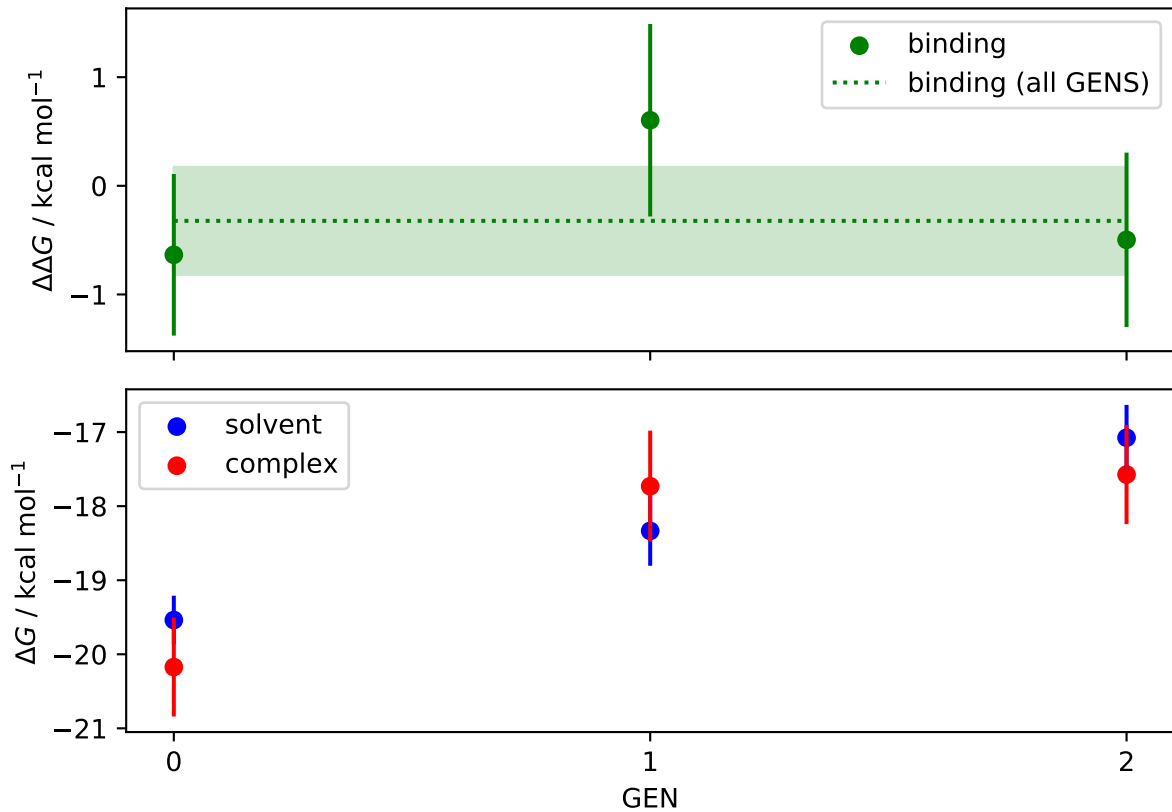 binding
binding (all GENS)
ΔΔG / kcal mol⁻¹
1
0
−1
solvent
complex
ΔG / kcal mol⁻¹
−17
−18
−19
−20
−21
0 1 2
GEN